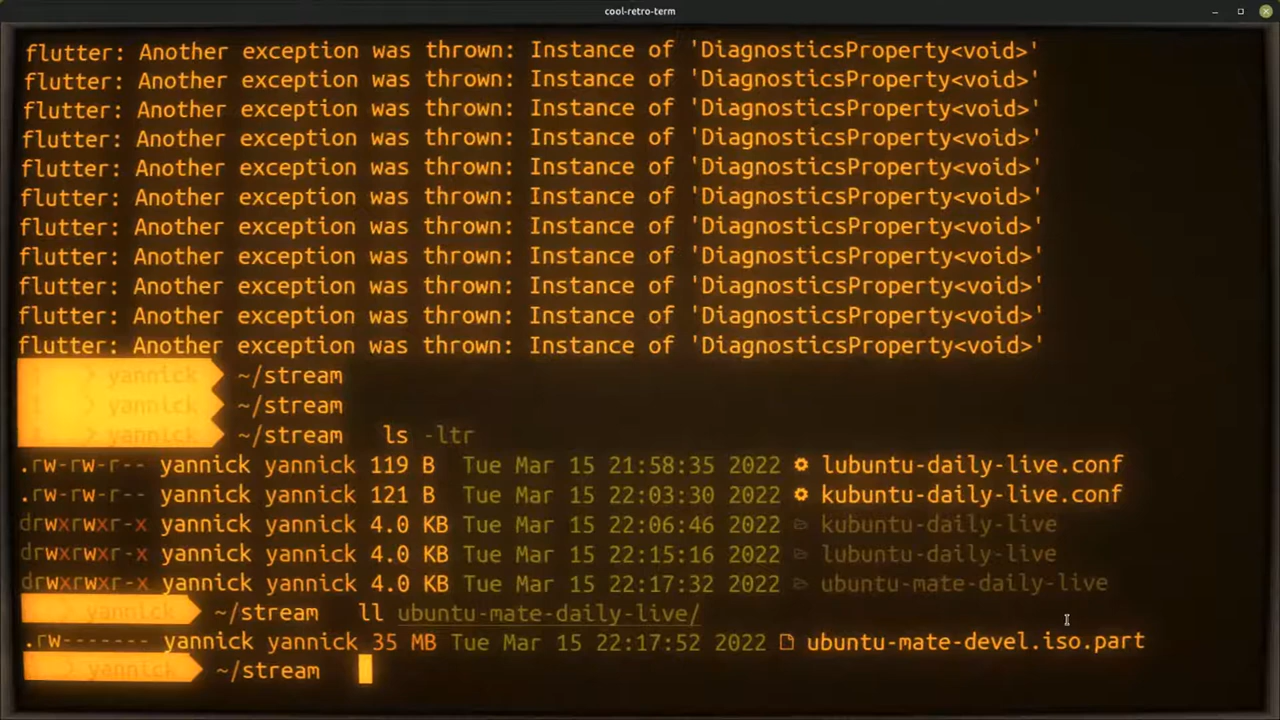 cool-retro-term
flutter: Another exception was thrown: Instance of 'DiagnosticsProperty<void>'
flutter: Another exception was thrown: Instance of 'DiagnosticsProperty<void>'
flutter: Another exception was thrown: Instance of 'DiagnosticsProperty<void>'
flutter: Another exception was thrown: Instance of 'DiagnosticsProperty<void>'
flutter: Another exception was thrown: Instance of 'DiagnosticsProperty<void>'
flutter: Another exception was thrown: Instance of 'DiagnosticsProperty<void>'
flutter: Another exception was thrown: Instance of 'DiagnosticsProperty<void>'
flutter: Another exception was thrown: Instance of 'DiagnosticsProperty<void>'
flutter: Another exception was thrown: Instance of 'DiagnosticsProperty<void>'
flutter: Another exception was thrown: Instance of 'DiagnosticsProperty<void>'
flutter: Another exception was thrown: Instance of 'DiagnosticsProperty<void>'
yannick ~/stream
yannick ~/stream
yannick ~/stream ls -ltr
.rw-rw-r-- yannick yannick 119 B Tue Mar 15 21:58:35 2022 lubuntu-daily-live.conf
.rw-rw-r-- yannick yannick 121 B Tue Mar 15 22:03:30 2022 kubuntu-daily-live.conf
drwxrwxr-x yannick yannick 4.0 KB Tue Mar 15 22:06:46 2022 kubuntu-daily-live
drwxrwxr-x yannick yannick 4.0 KB Tue Mar 15 22:15:16 2022 lubuntu-daily-live
drwxrwxr-x yannick yannick 4.0 KB Tue Mar 15 22:17:32 2022 ubuntu-mate-daily-live
yannick ~/stream ll ubuntu-mate-daily-live/
.rw------- yannick yannick 35 MB Tue Mar 15 22:17:52 2022 ubuntu-mate-devel.iso.part
yannick ~/stream